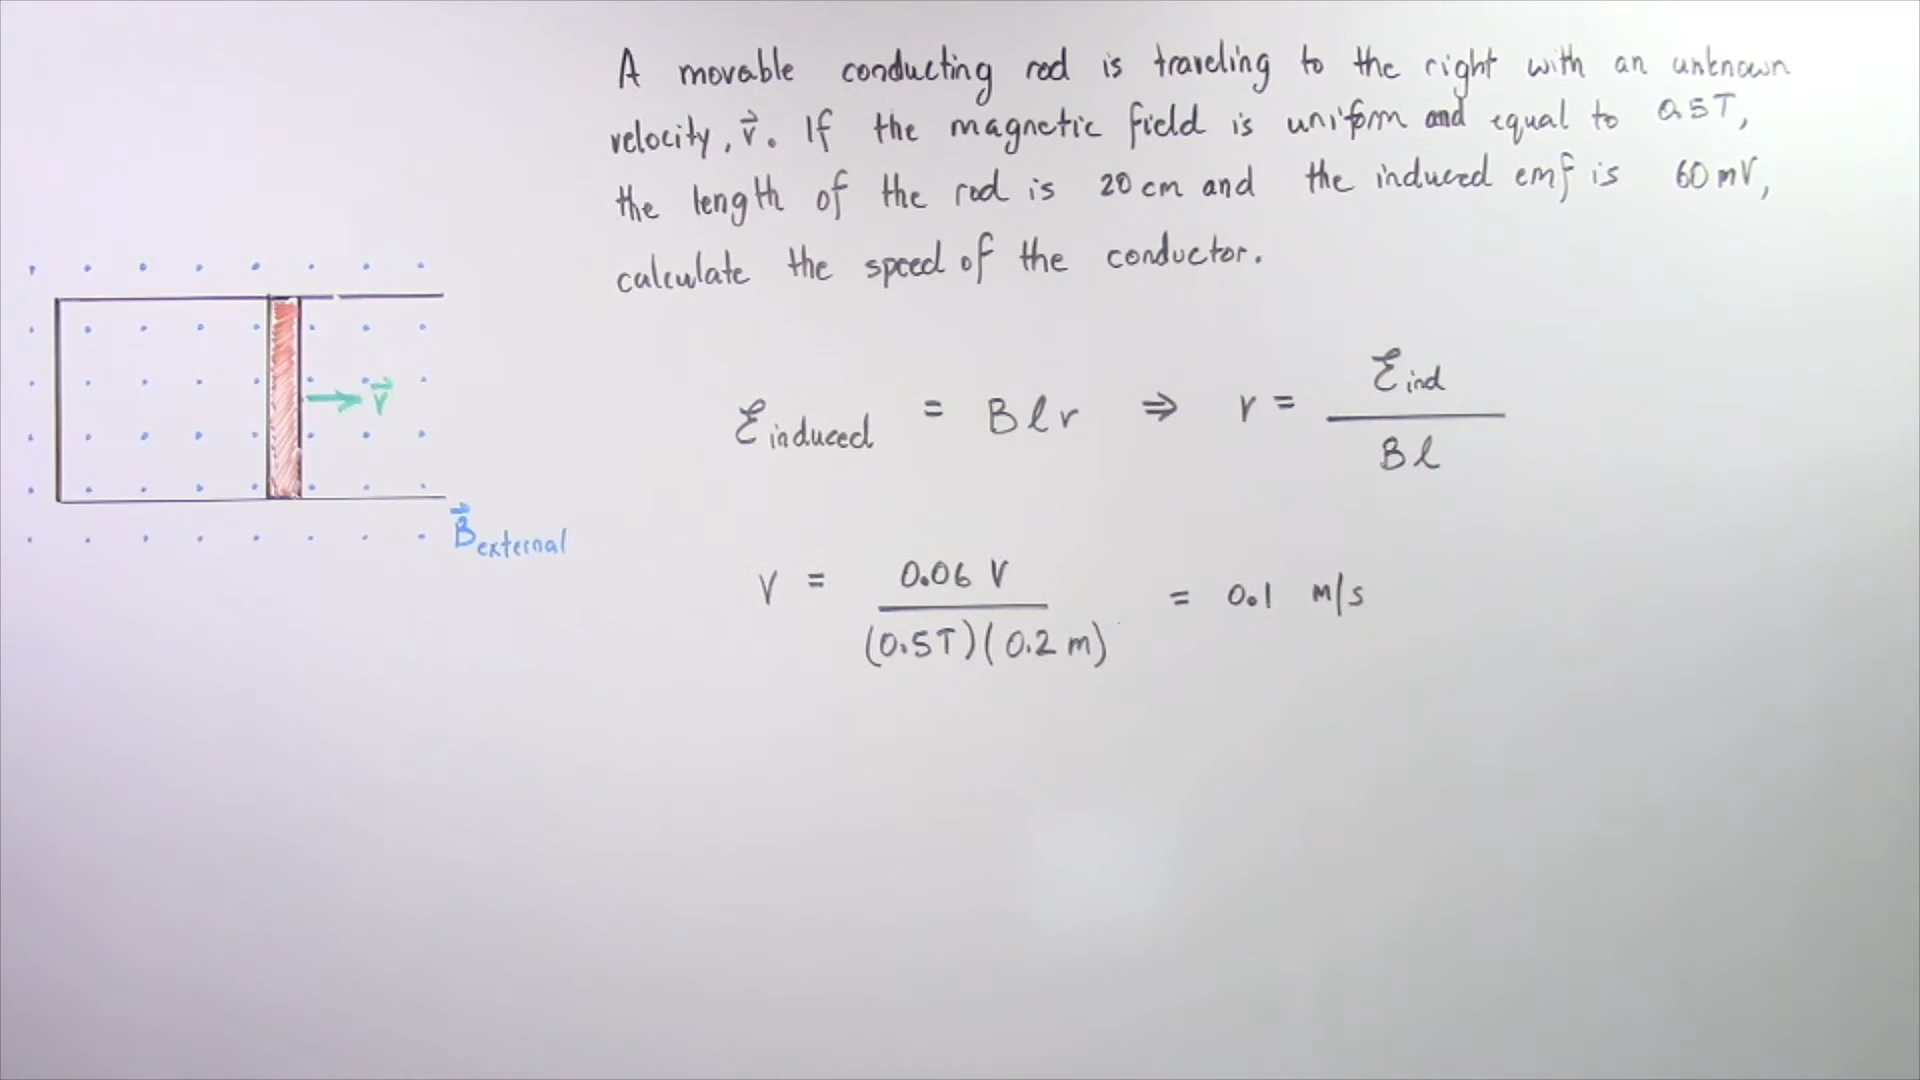 A movable conducting rod is traveling to the right with an unknown
velocity, v⃗. If the magnetic field is uniform and equal to 0.5T,
the length of the rod is 20 cm and the induced emf is 60 mV,
calculate the speed of the conductor.
v⃗
B⃗external
ℰinduced = Blv ⇒ v = ℰind / Bl
v = 0.06 V / (0.5T)(0.2 m) = 0.1 m/s